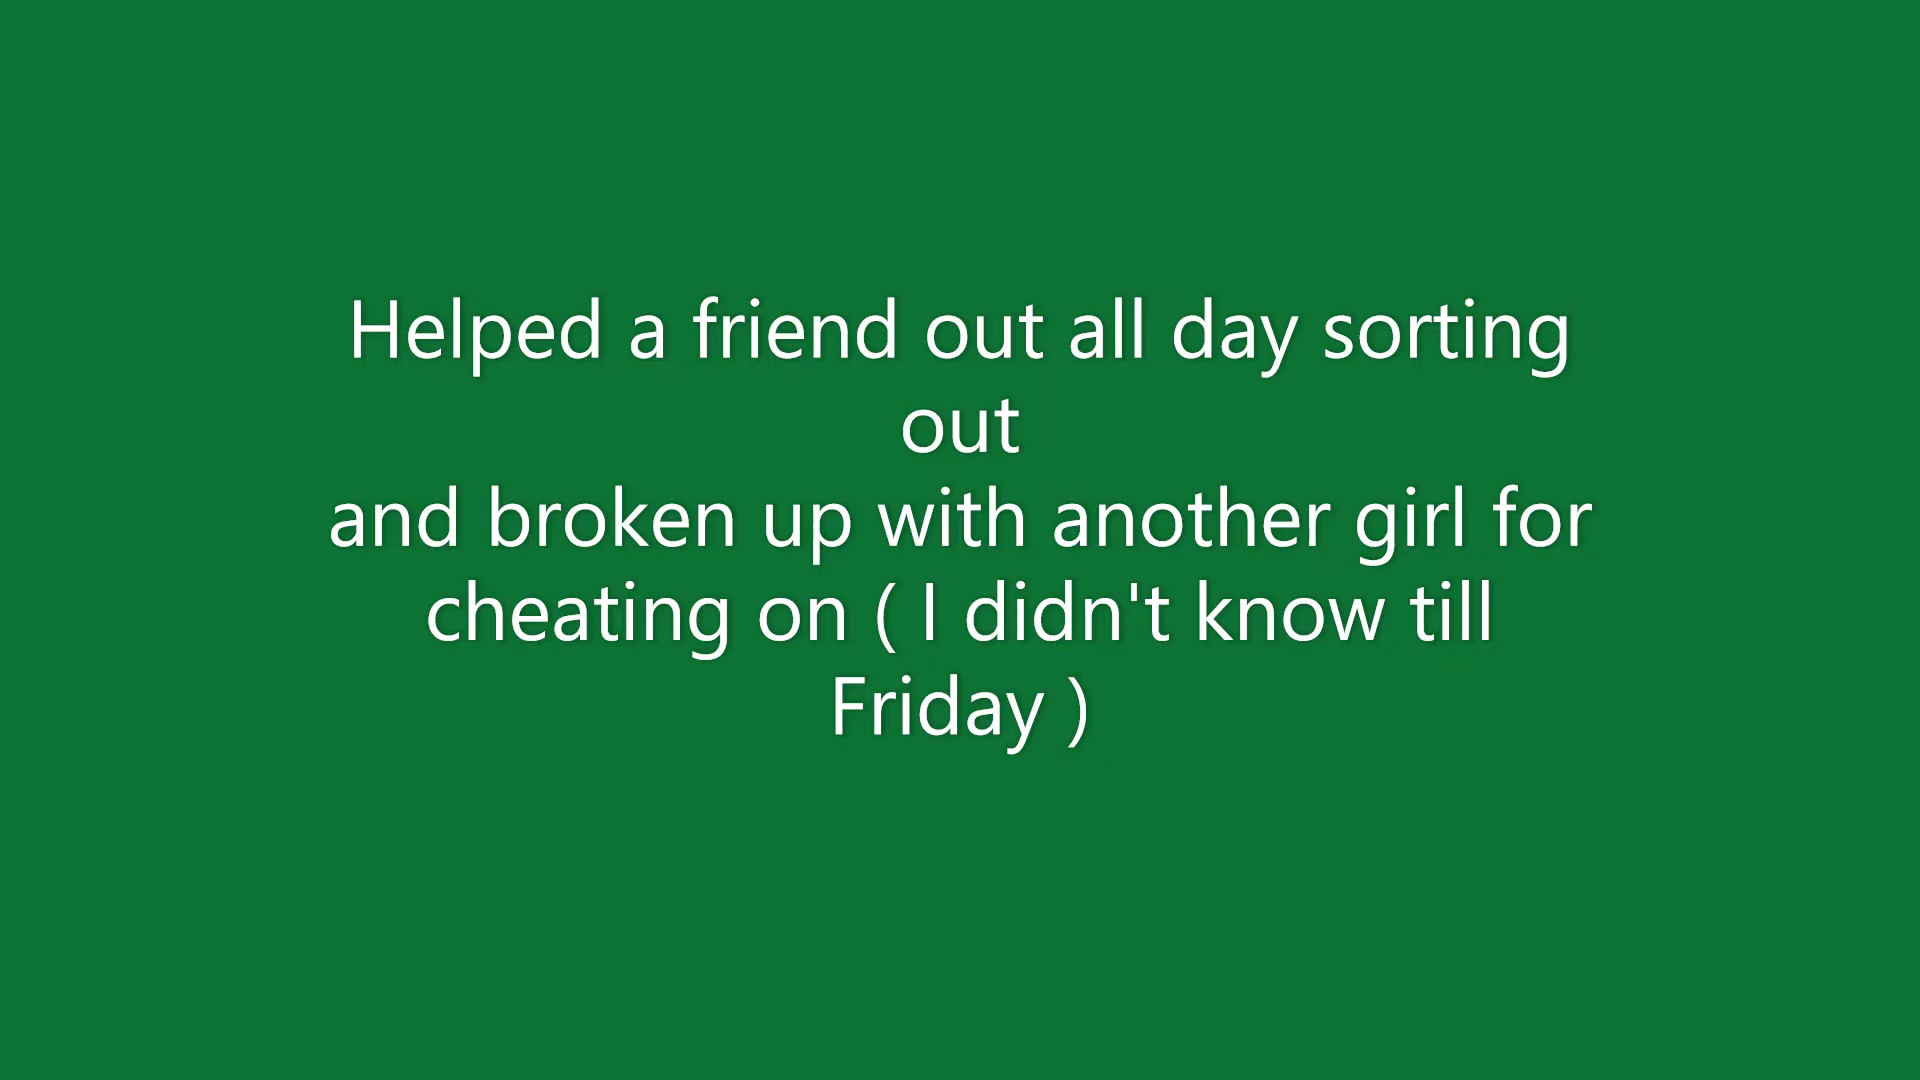 Helped a friend out all day sorting
out
and broken up with another girl for
cheating on ( I didn't know till
Friday )